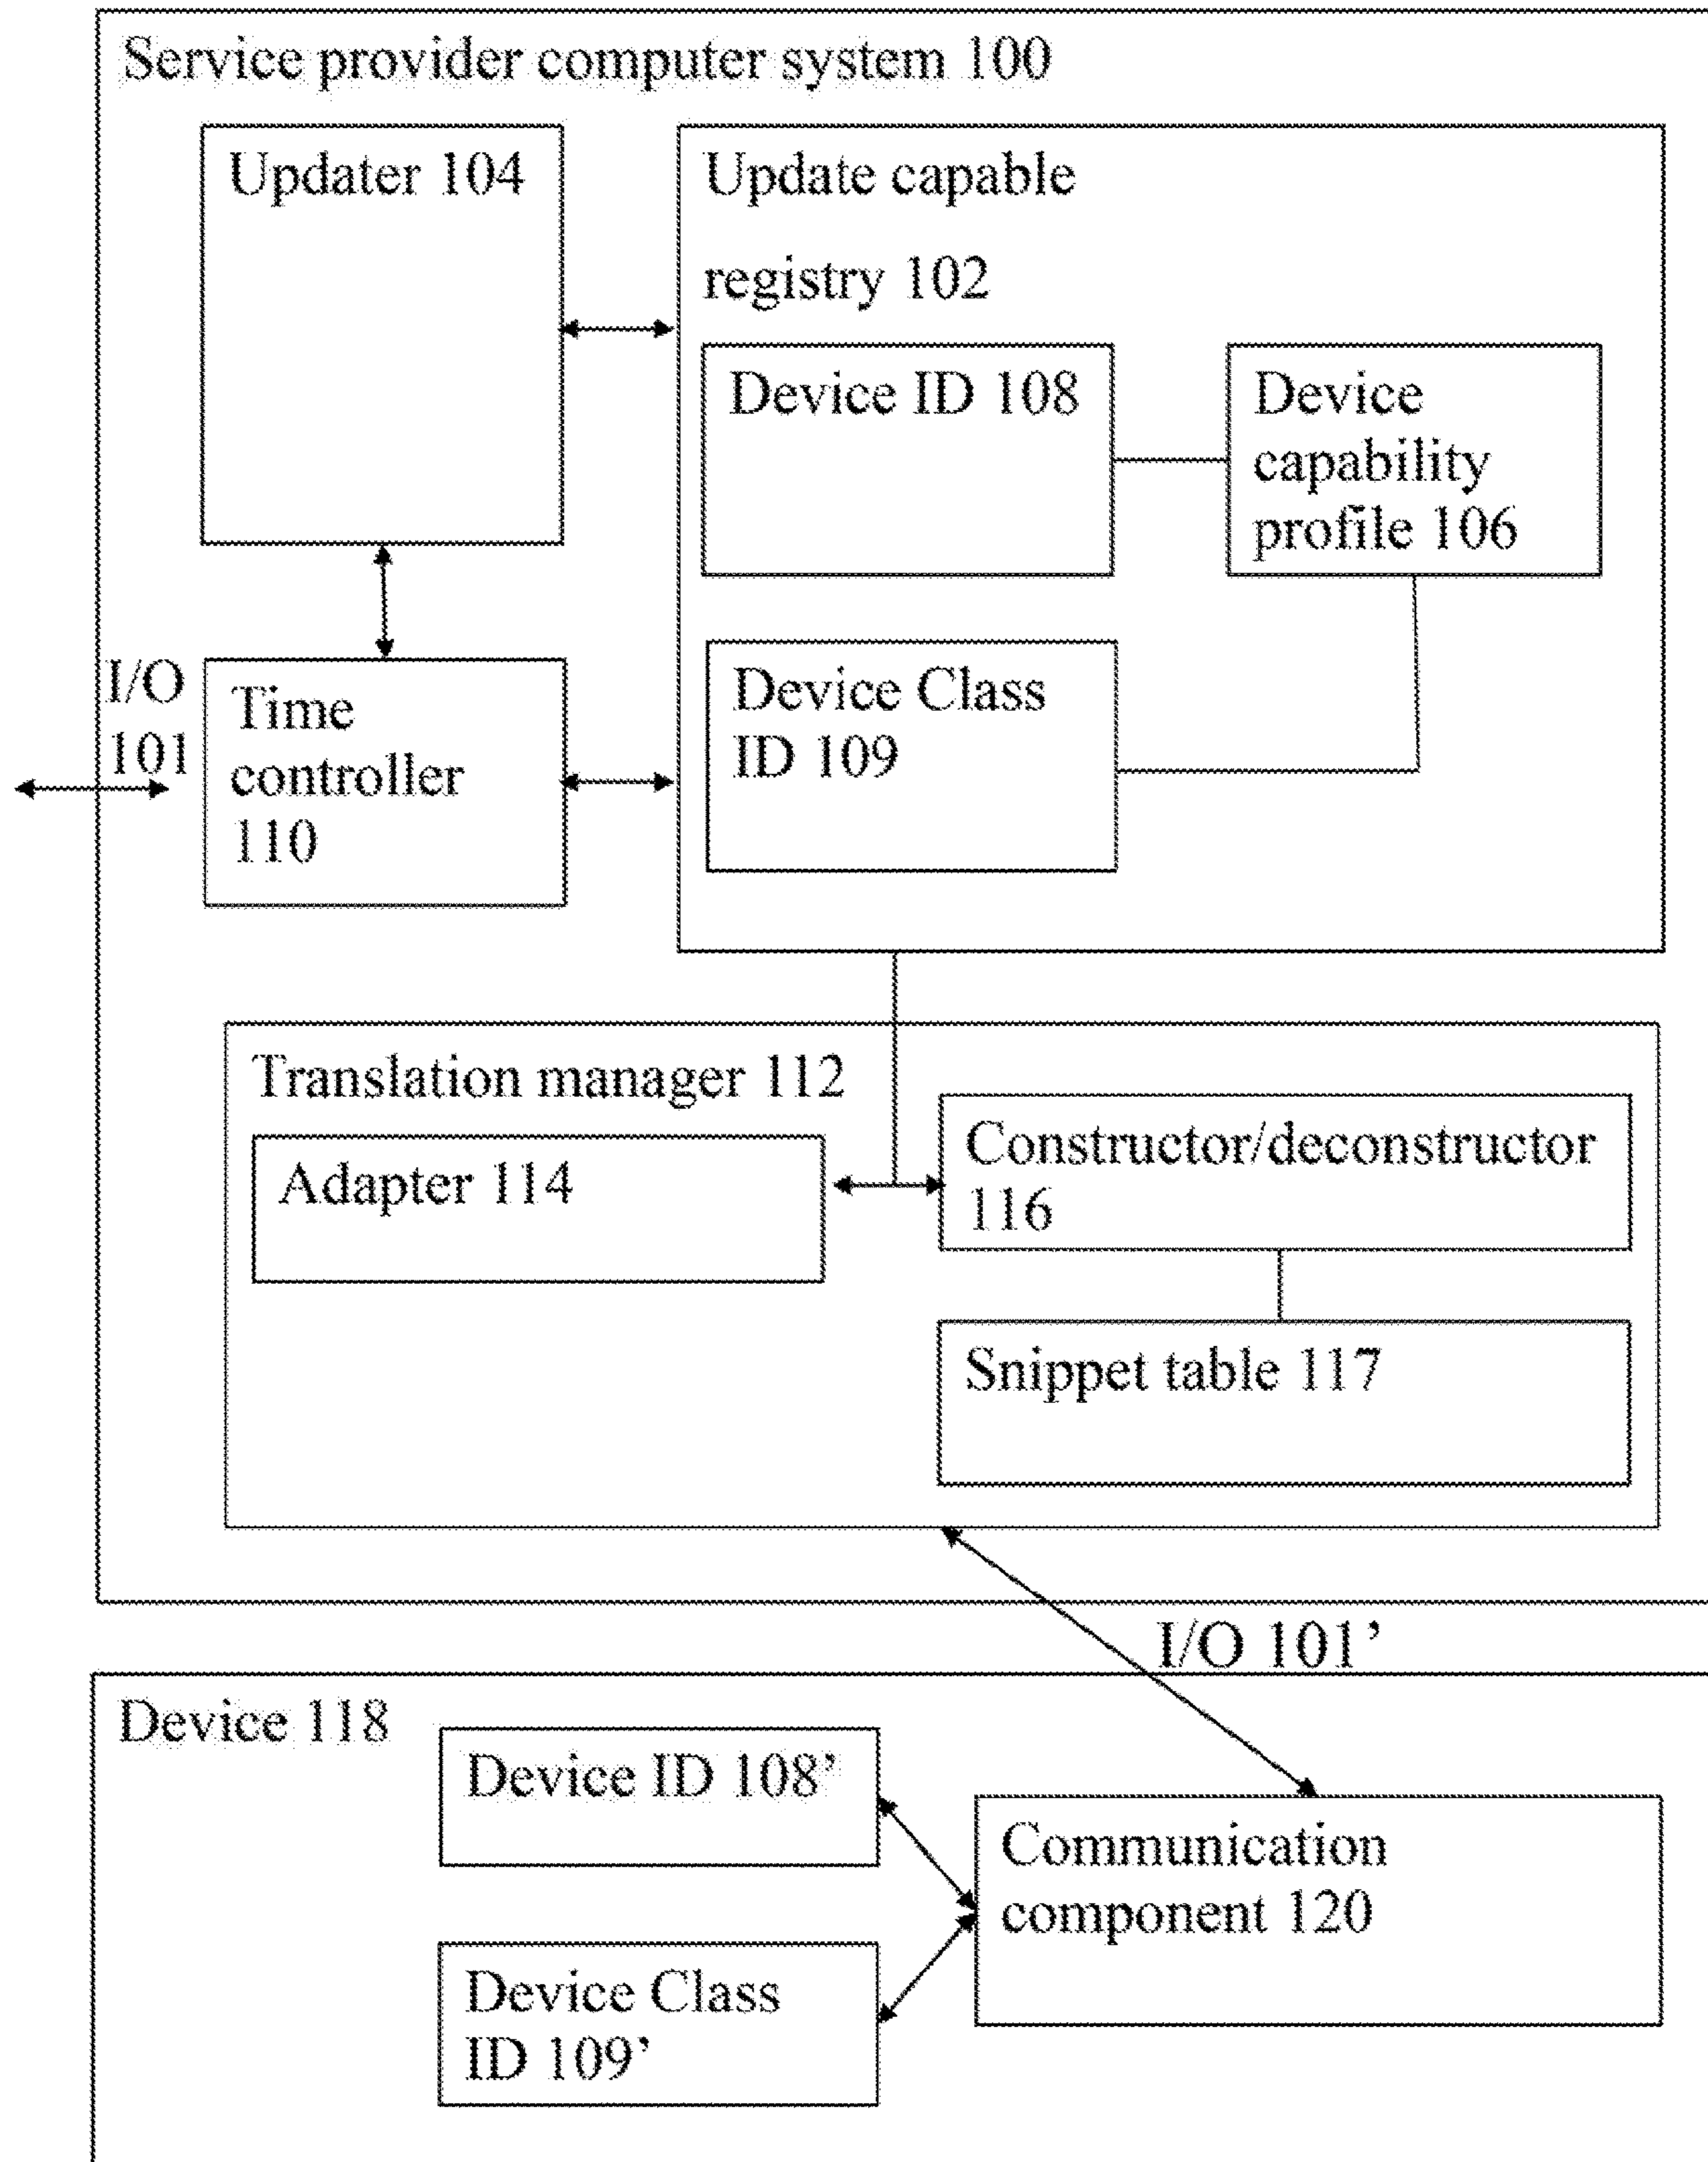 Service provider computer system 100
Updater 104
Update capable
registry 102
Device ID 108
Device
capability
profile 106
I/O
101
Time
controller
110
Device Class
ID 109
Translation manager 112
Adapter 114
Constructor/deconstructor
116
Snippet table 117
I/O 101’
Device 118
Device ID 108’
Communication
component 120
Device Class
ID 109’